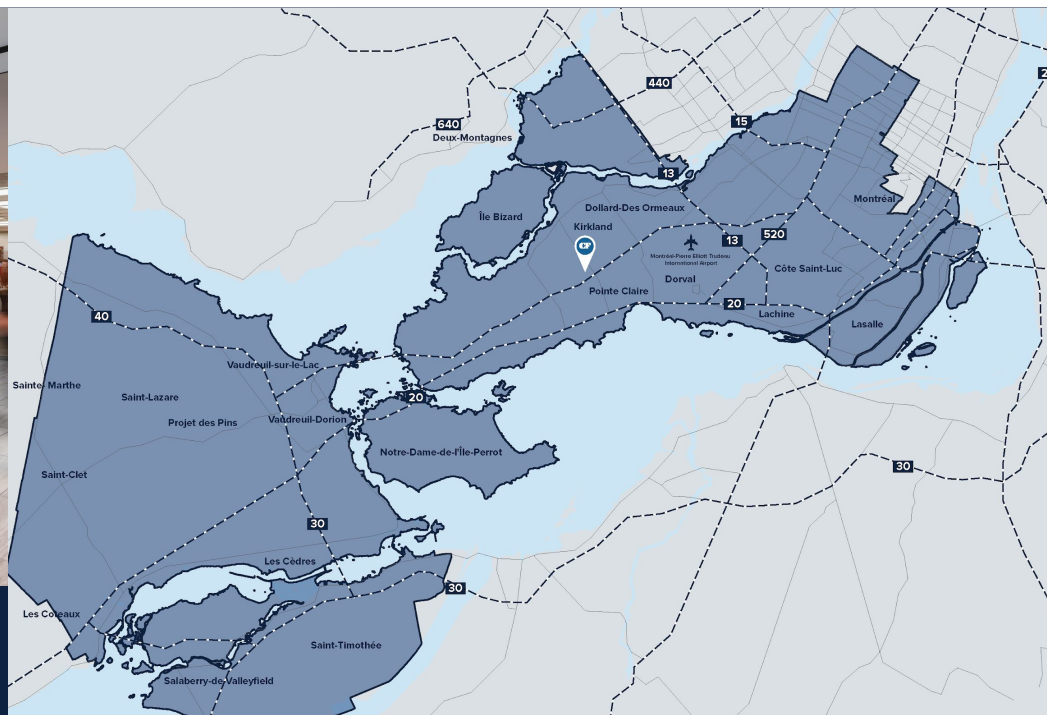 2
440
15
640
Deux-Montagnes
13
Île Bizard
Dollard-Des Ormeaux
Montréal
Kirkland
CF
13
520
Montréal-Pierre Elliott Trudeau
International Airport
Côte Saint-Luc
Dorval
Pointe Claire
20
Lachine
Lasalle
40
Vaudreuil-sur-le-Lac
Sainte-Marthe
Saint-Lazare
20
Projet des Pins
Vaudreuil-Dorion
Notre-Dame-de-l'Île-Perrot
30
Saint-Clet
30
Les Cèdres
30
Les Coteaux
Saint-Timothée
Salaberry-de-Valleyfield